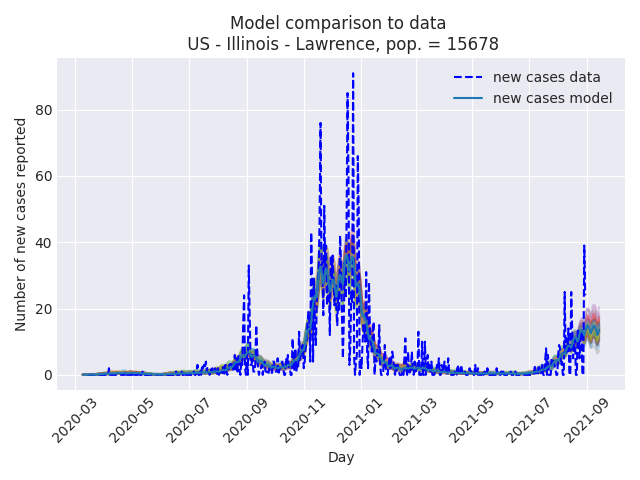 Model comparison to data
US - Illinois - Lawrence, pop. = 15678
new cases data
new cases model
Number of new cases reported
80
60
40
20
0
2020-03
2020-05
2020-07
2020-09
2020-11
2021-01
2021-03
2021-05
2021-07
2021-09
Day